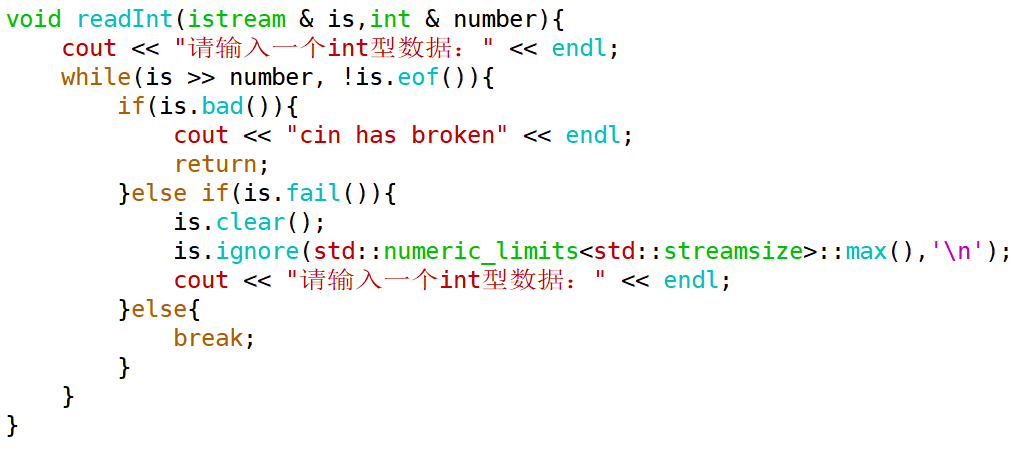 void readInt(istream & is,int & number){
    cout << "请输入一个int型数据：" << endl;
    while(is >> number, !is.eof()){
        if(is.bad()){
            cout << "cin has broken" << endl;
            return;
        }else if(is.fail()){
            is.clear();
            is.ignore(std::numeric_limits<std::streamsize>::max(),'\n');
            cout << "请输入一个int型数据：" << endl;
        }else{
            break;
        }
    }
}